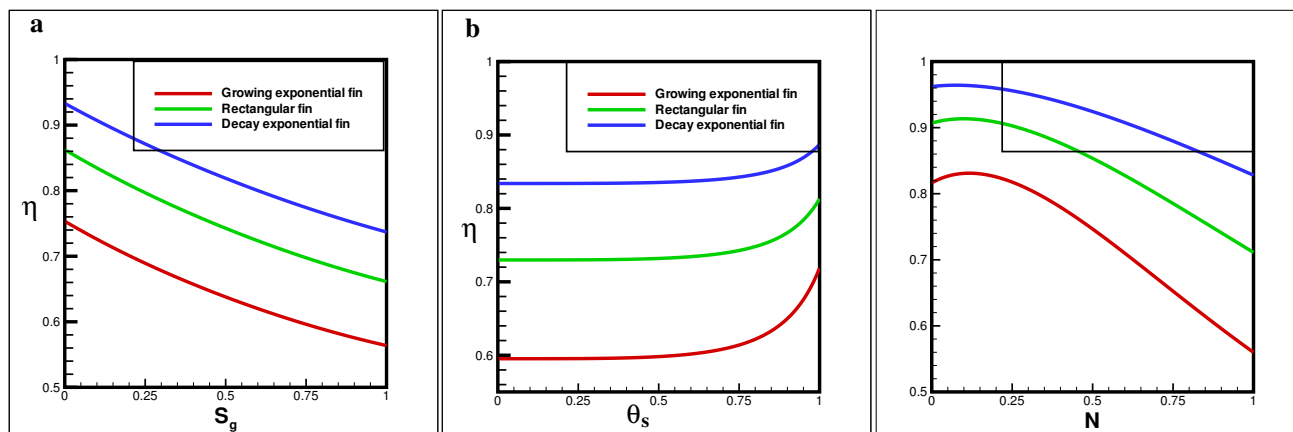 a
η
1
0.9
0.8
0.7
0.6
0.5
0
0.25
0.5
0.75
1
S_g
Growing exponential fin
Rectangular fin
Decay exponential fin
b
η
1
0.9
0.8
0.7
0.6
0
0.25
0.5
0.75
1
θ_s
Growing exponential fin
Rectangular fin
Decay exponential fin
1
0.9
0.8
0.7
0.6
0.5
0
0.25
0.5
0.75
1
N